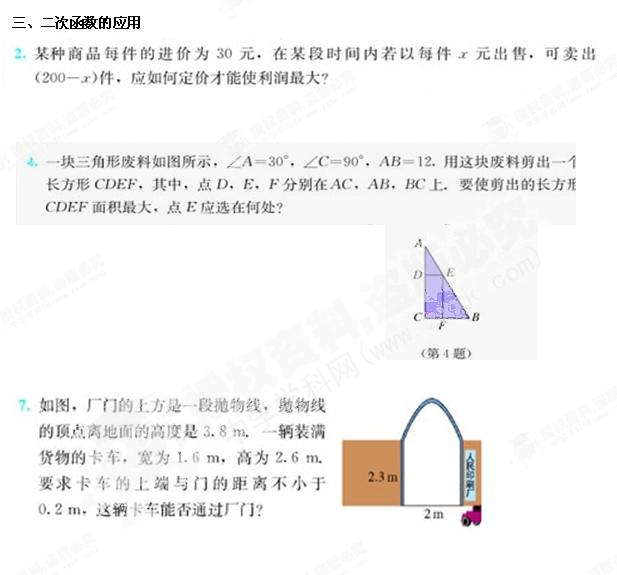 三、二次函数的应用
2. 某种商品每件的进价为 30 元，在某段时间内若以每件 x 元出售，可卖出
(200－x)件，应如何定价才能使利润最大?
4. 一块三角形废料如图所示，∠A=30°，∠C=90°，AB=12. 用这块废料剪出一个
长方形 CDEF，其中，点 D，E，F 分别在 AC，AB，BC 上. 要使剪出的长方形
CDEF 面积最大，点 E 应选在何处?
A
D E
C F B
(第 4 题)
7. 如图，厂门的上方是一段抛物线，抛物线
的顶点离地面的高度是 3.8 m. 一辆装满
货物的卡车，宽为 1.6 m，高为 2.6 m.
要求卡车的上端与门的距离不小于
0.2 m，这辆卡车能否通过厂门?
2.3 m
2 m
人民印刷厂